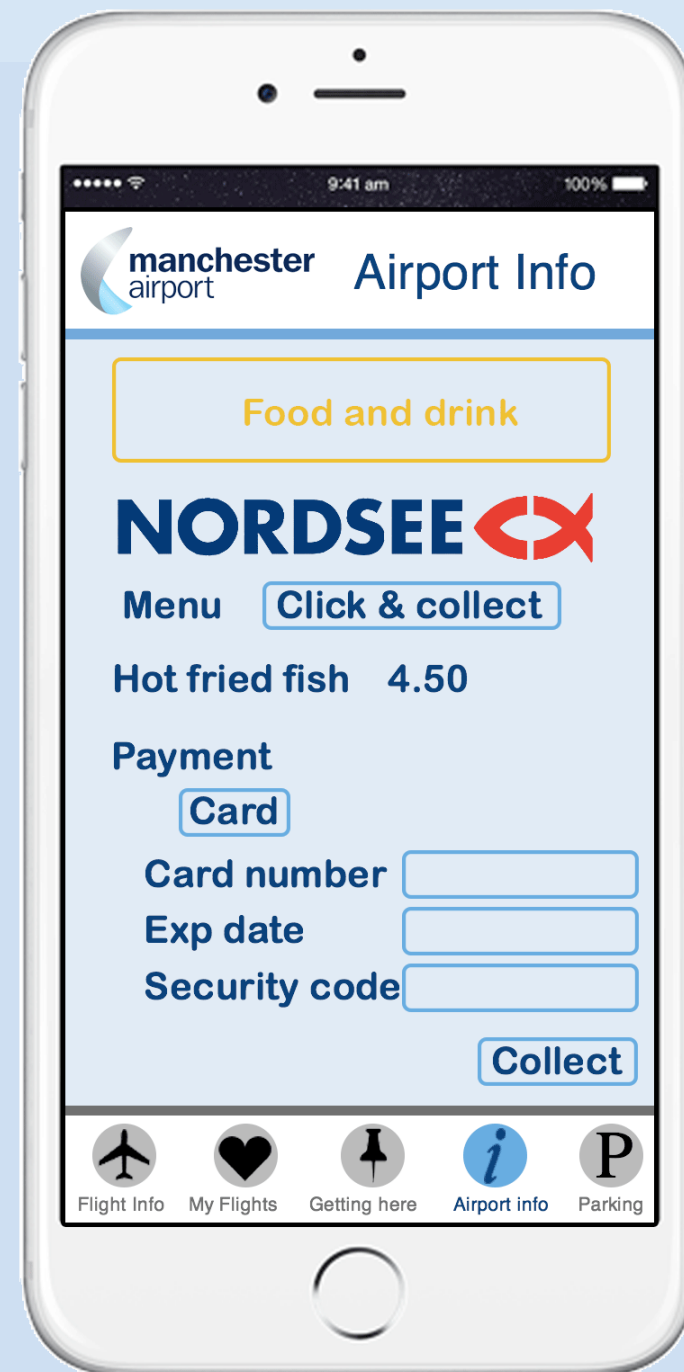 9:41 am 100%
manchester
airport
Airport Info
Food and drink
NORDSEE
Menu Click & collect
Hot fried fish 4.50
Payment
Card
Card number
Exp date
Security code
Collect
Flight Info My Flights Getting here Airport info P Parking